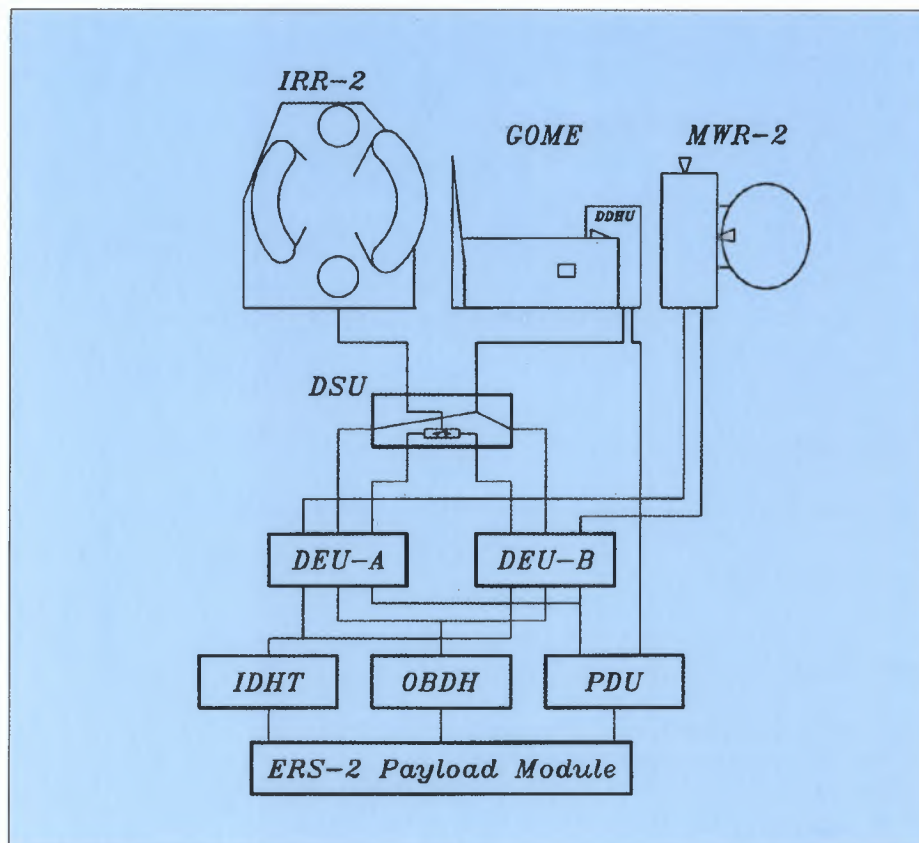 IRR-2
GOME
MWR-2
DDHU
DSU
DEU-A
DEU-B
IDHT
OBDH
PDU
ERS-2 Payload Module